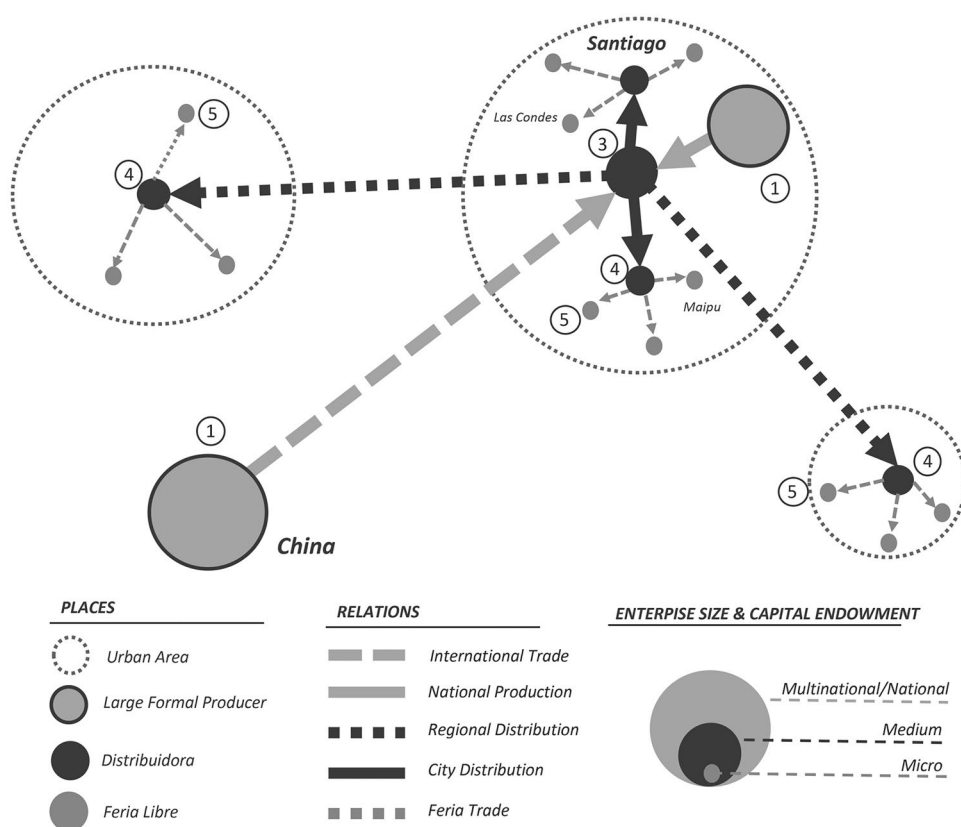 Santiago
5
Las Condes
3
4
1
4
5
Maipu
1
4
5
China
PLACES
Urban Area
Large Formal Producer
Distribuidora
Feria Libre
RELATIONS
International Trade
National Production
Regional Distribution
City Distribution
Feria Trade
ENTERPISE SIZE & CAPITAL ENDOWMENT
Multinational/National
Medium
Micro